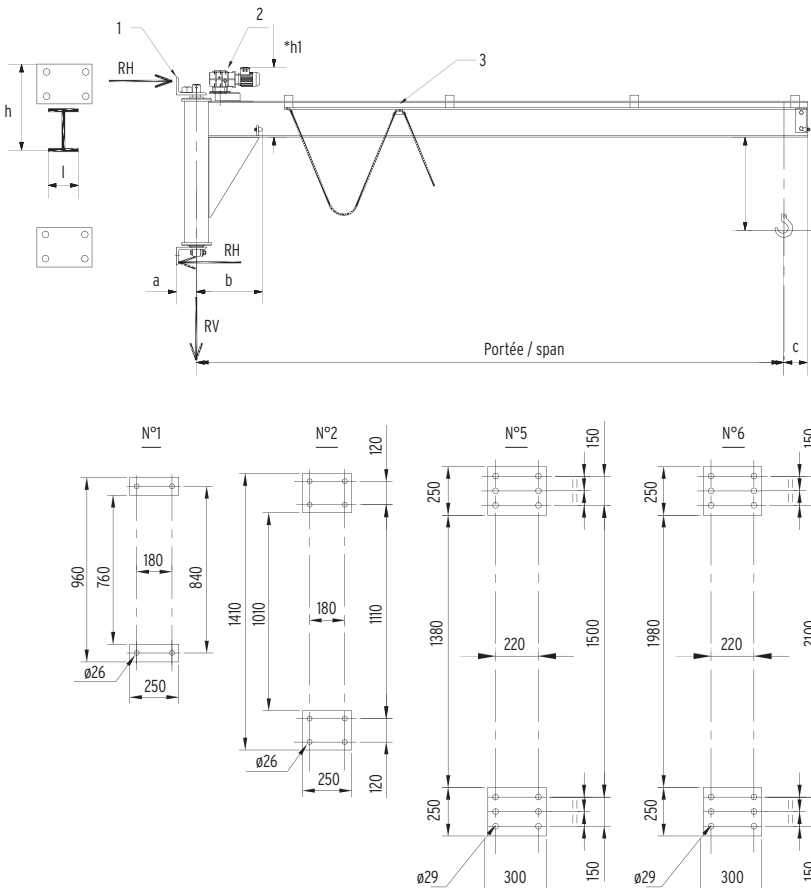 1
2
*h1
3
RH
h
l
RH
a
b
RV
Portée / span
c
N°1
N°2
N°5
N°6
960
760
180
840
ø26
250
120
1410
1010
180
1110
ø26
250
120
150
250
=
=
1380
220
1500
250
=
=
ø29
300
150
150
250
=
=
1980
220
2100
250
=
=
ø29
300
150